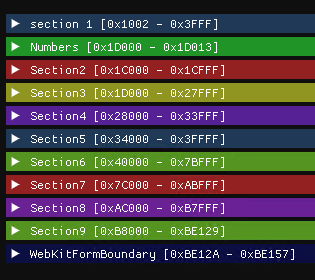 section 1 [0x1002 - 0x3FFF]
Numbers [0x1D000 - 0x1D013]
Section2 [0x1C000 - 0x1CFFF]
Section3 [0x1D000 - 0x27FFF]
Section4 [0x28000 - 0x33FFF]
Section5 [0x34000 - 0x3FFFF]
Section6 [0x40000 - 0x7BFFF]
Section7 [0x7C000 - 0xABFFF]
Section8 [0xAC000 - 0xB7FFF]
Section9 [0xB8000 - 0xBE129]
WebKitFormBoundary [0xBE12A - 0xBE157]